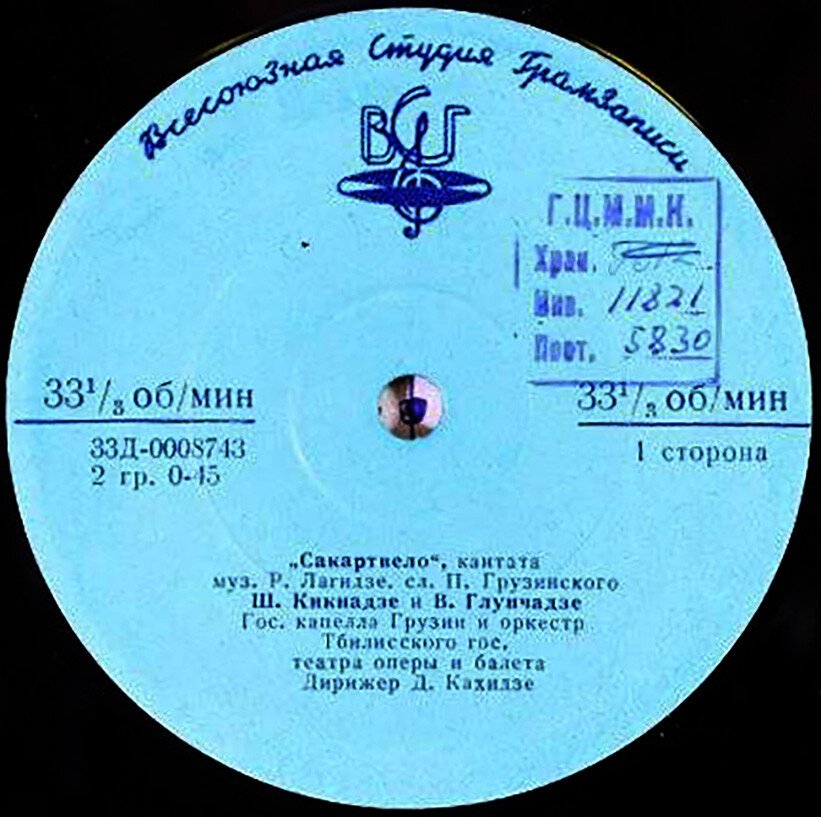 Всесоюзная Студия Грамзаписи
ВСГ
Г.Ц.М.М.К.
Хран.
Инв. 11821
Пост. 5830
33¹/₃ об/мин
33Д-0008743
2 гр. 0-45
33¹/₃ об/мин
1 сторона
„Сакартвело“, кантата
муз. Р. Лагидзе, сл. П. Грузинского
Ш. Кикнадзе и В. Глунчадзе
Гос. капелла Грузии и оркестр
Тбилисского гос.
театра оперы и балета
Дирижер Д. Кахидзе